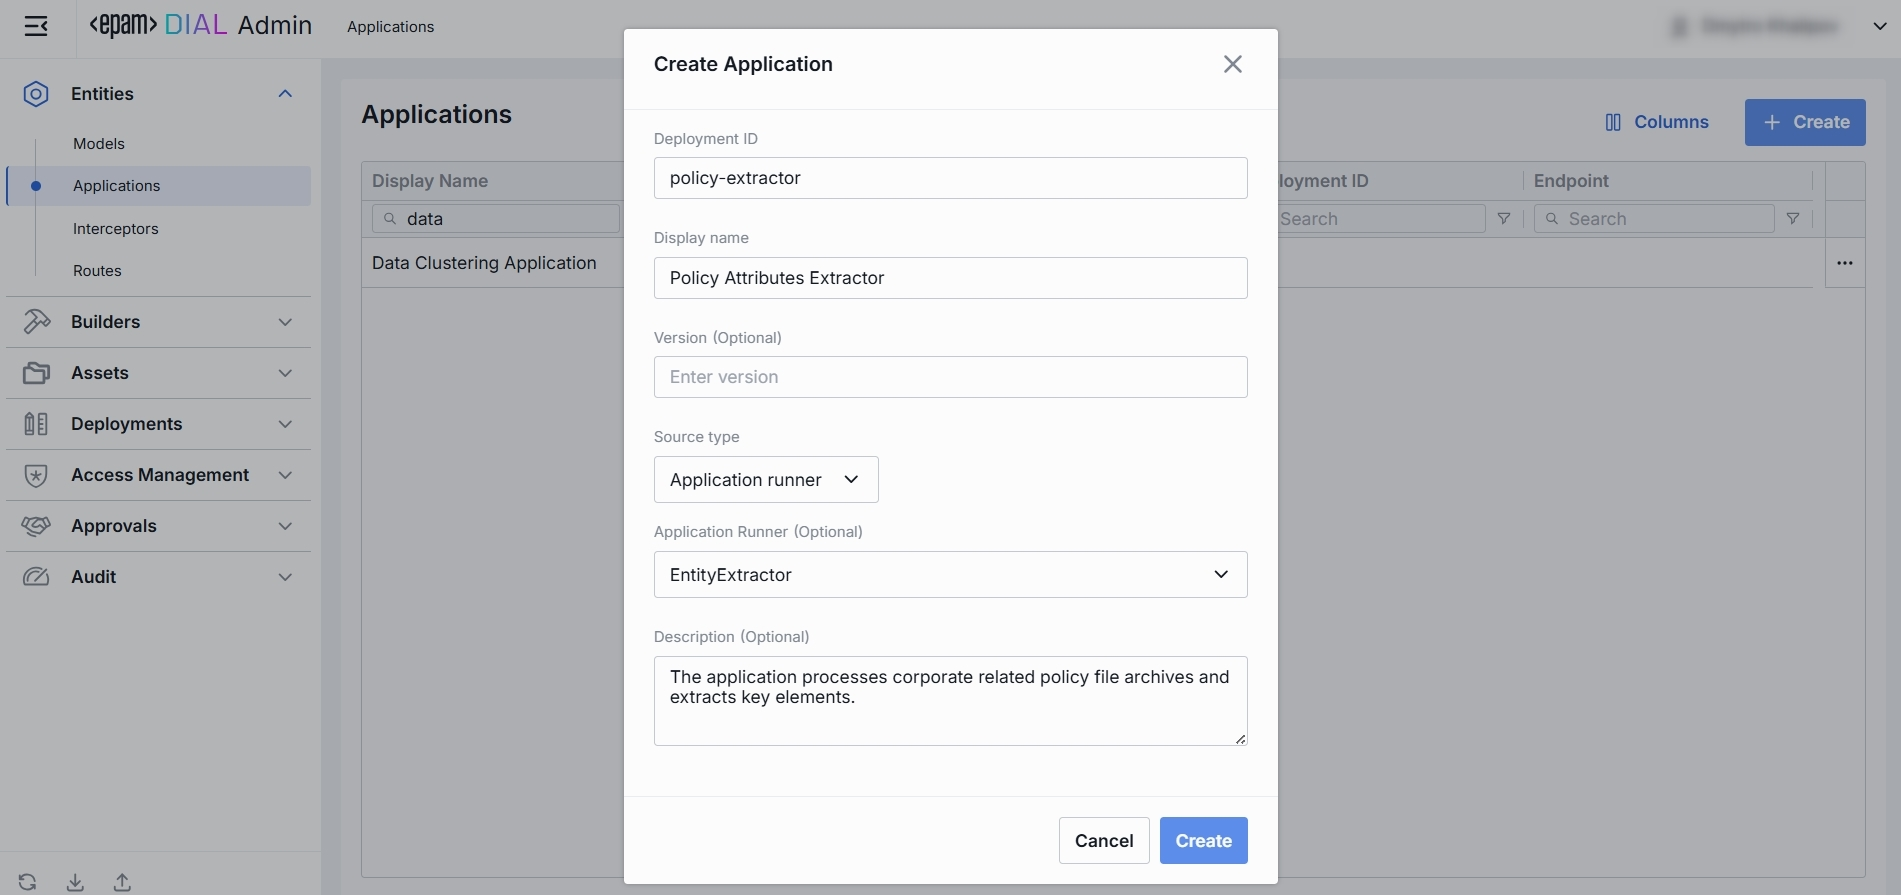 <epam> DIAL Admin
Applications
Entities
Models
Applications
Interceptors
Routes
Builders
Assets
Deployments
Access Management
Approvals
Audit
Applications
Columns
Create
Display Name
loyment ID
Endpoint
data
Search
Search
Data Clustering Application
Create Application
Deployment ID
policy-extractor
Display name
Policy Attributes Extractor
Version (Optional)
Enter version
Source type
Application runner
Application Runner (Optional)
EntityExtractor
Description (Optional)
The application processes corporate related policy file archives and
extracts key elements.
Cancel
Create